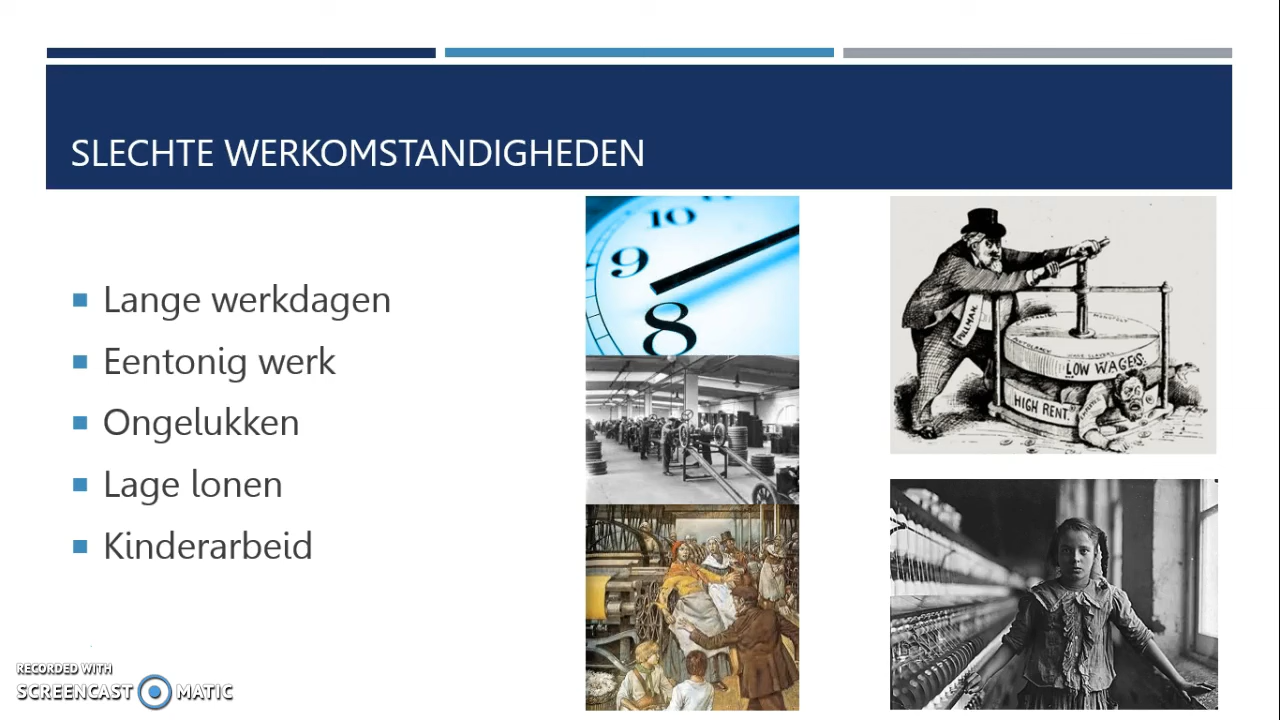 SLECHTE WERKOMSTANDIGHEDEN
Lange werkdagen
Eentonig werk
Ongelukken
Lage lonen
Kinderarbeid
10
9
8
PULLMAN
LOW WAGES
HIGH RENT
RECORDED WITH
SCREENCAST MATIC